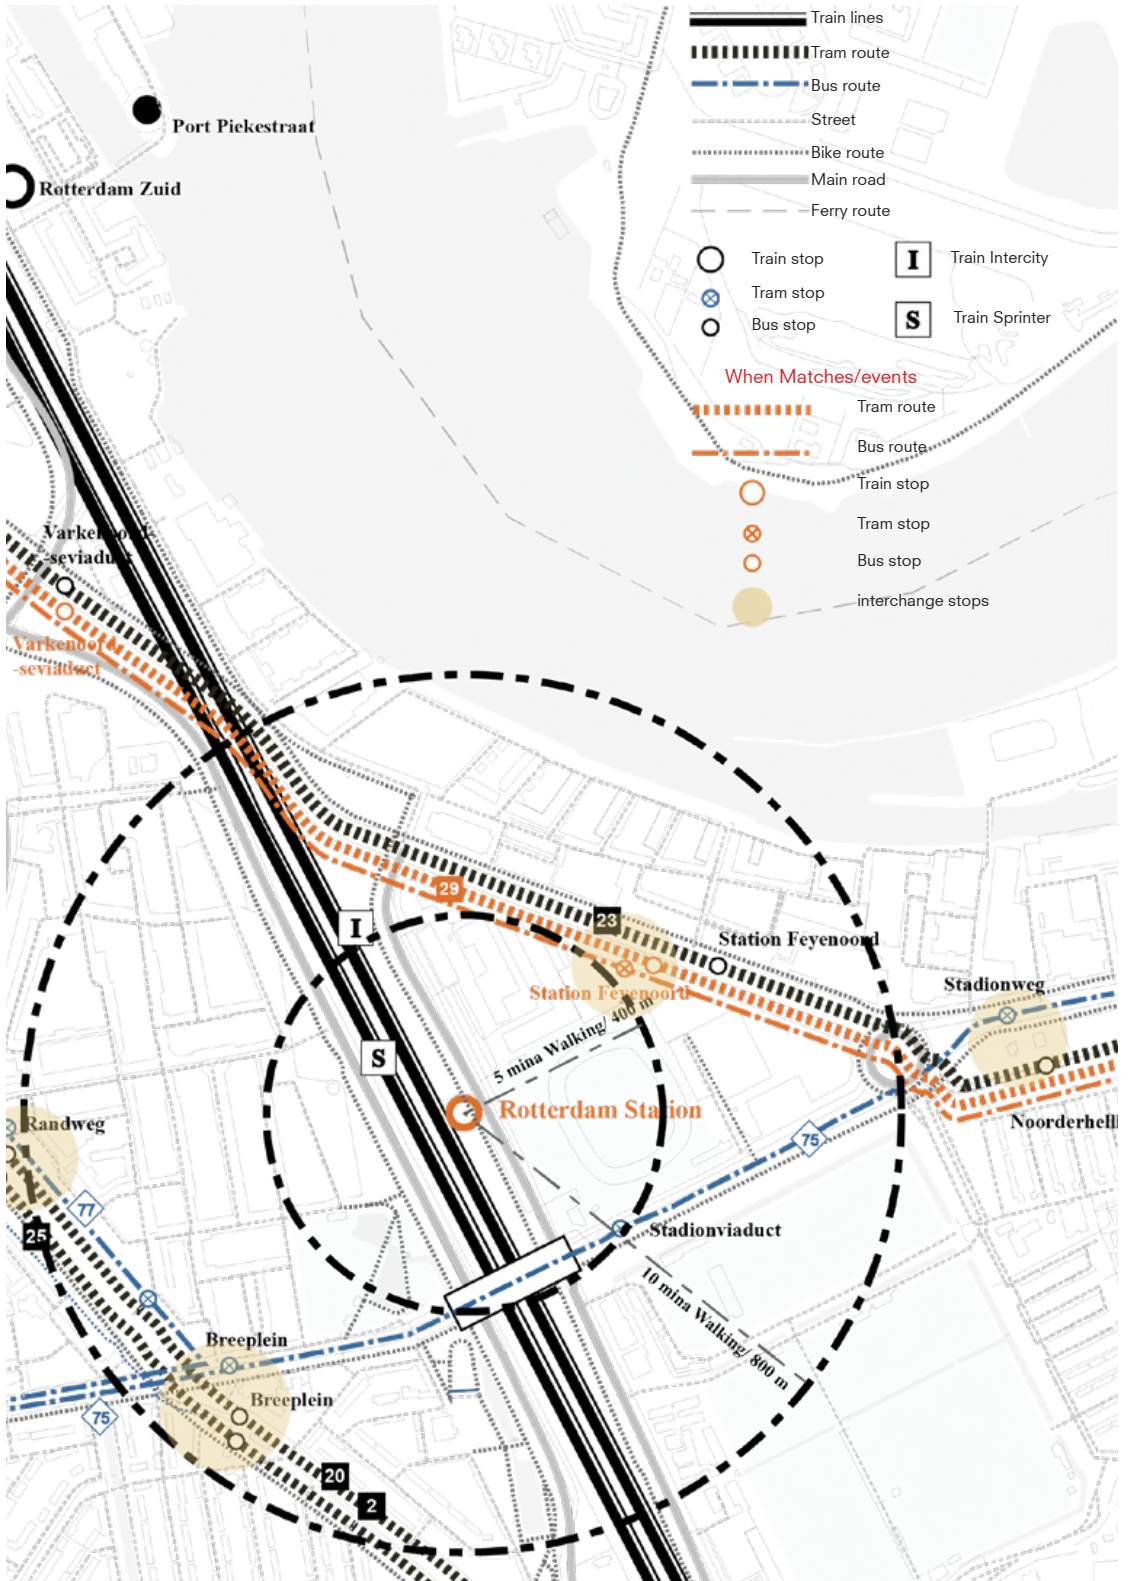 Train lines
Tram route
Bus route
Street
Bike route
Main road
Ferry route
Train stop
I
Train Intercity
Tram stop
Bus stop
S
Train Sprinter
When Matches/events
Tram route
Bus route
Train stop
Tram stop
Bus stop
interchange stops
Port Piekestraat
Rotterdam Zuid
Varkenoord-
-seviaduct
Varkenoord-
-seviaduct
29
23
I
Station Feyenoord
Stadionweg
Station Feyenoord
5 mina Walking/ 400 m
S
Rotterdam Station
Randweg
Noorderhelli
75
77
Stadionviaduct
25
10 mina Walking/ 800 m
Breeplein
Breeplein
75
20
2